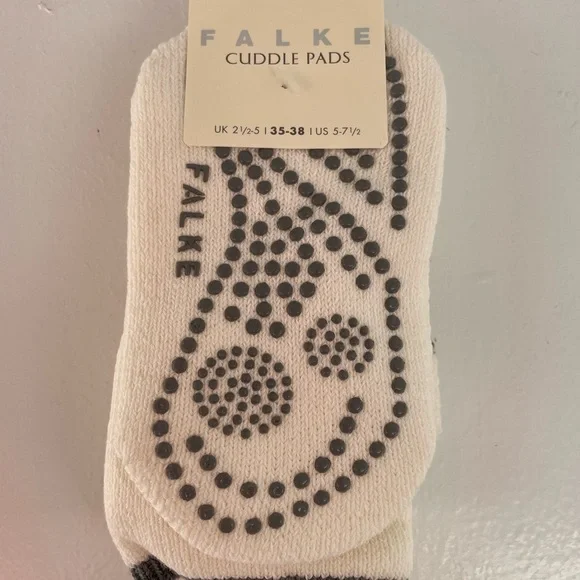 FALKE
CUDDLE PADS
UK 2½-5 I 35-38 I US 5-7½
FALKE